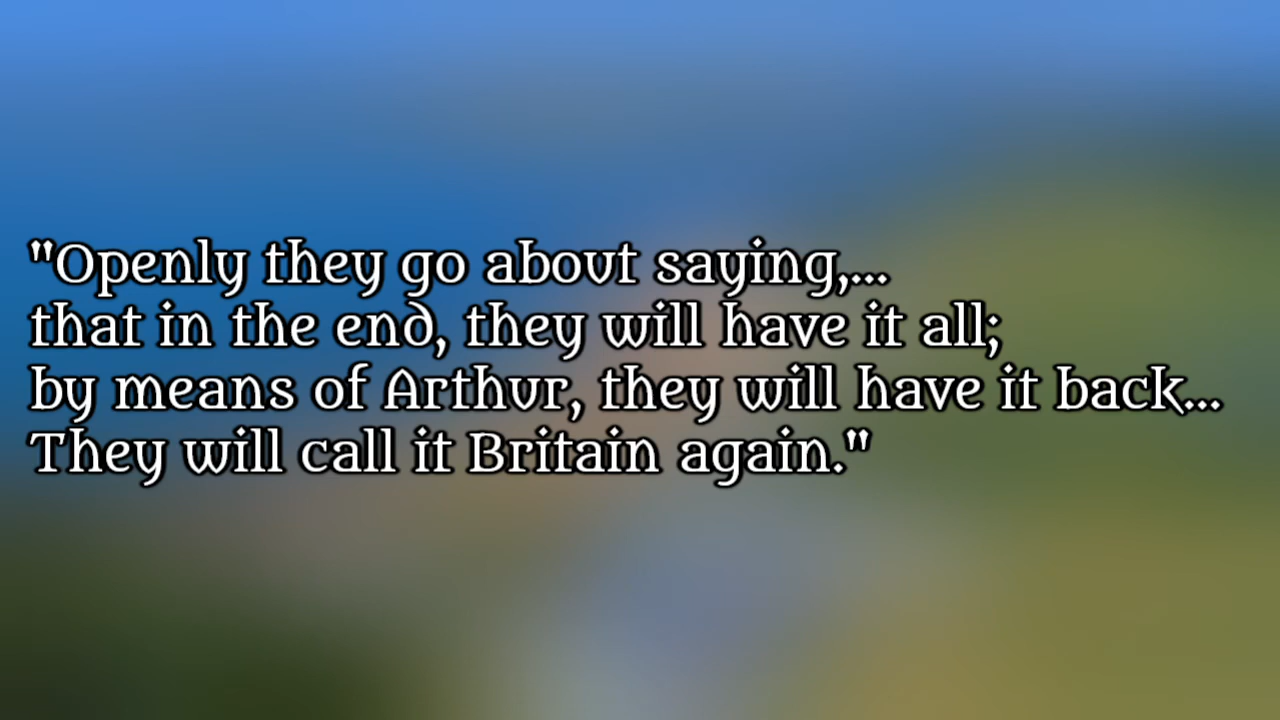 "Openly they go about saying,...
that in the end, they will have it all;
by means of Arthur, they will have it back...
They will call it Britain again."